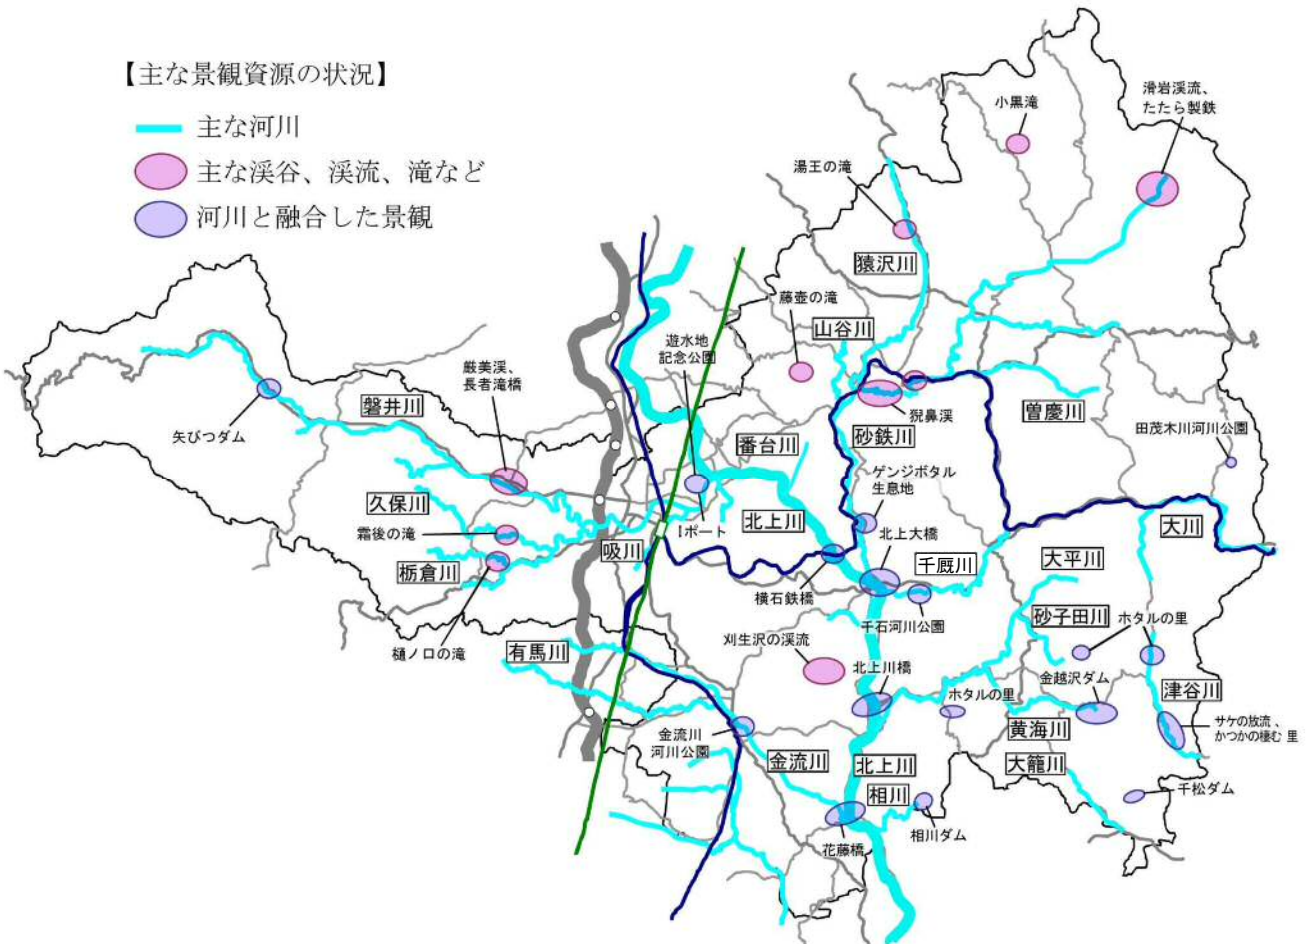 【主な景観資源の状況】
主な河川
主な渓谷、渓流、滝など
河川と融合した景観
小黒滝
滑岩渓流、
たたら製鉄
湯王の滝
猿沢川
藤壺の滝
山谷川
遊水地
記念公園
厳美渓、
長者滝橋
磐井川
矢びつダム
猊鼻渓
曽慶川
砂鉄川
番台川
田茂木川河川公園
ゲンジボタル
生息地
久保川
霜後の滝
北上川
Iポート
大川
北上大橋
吸川
千厩川
大平川
栃倉川
横石鉄橋
千石河川公園
砂子田川
ホタルの里
樋ノ口の滝
有馬川
刈生沢の渓流
北上川橋
金越沢ダム
津谷川
ホタルの里
黄海川
サケの放流、
かつかの棲む里
金流川
河川公園
金流川
北上川
大籠川
相川
千松ダム
相川ダム
花藤橋